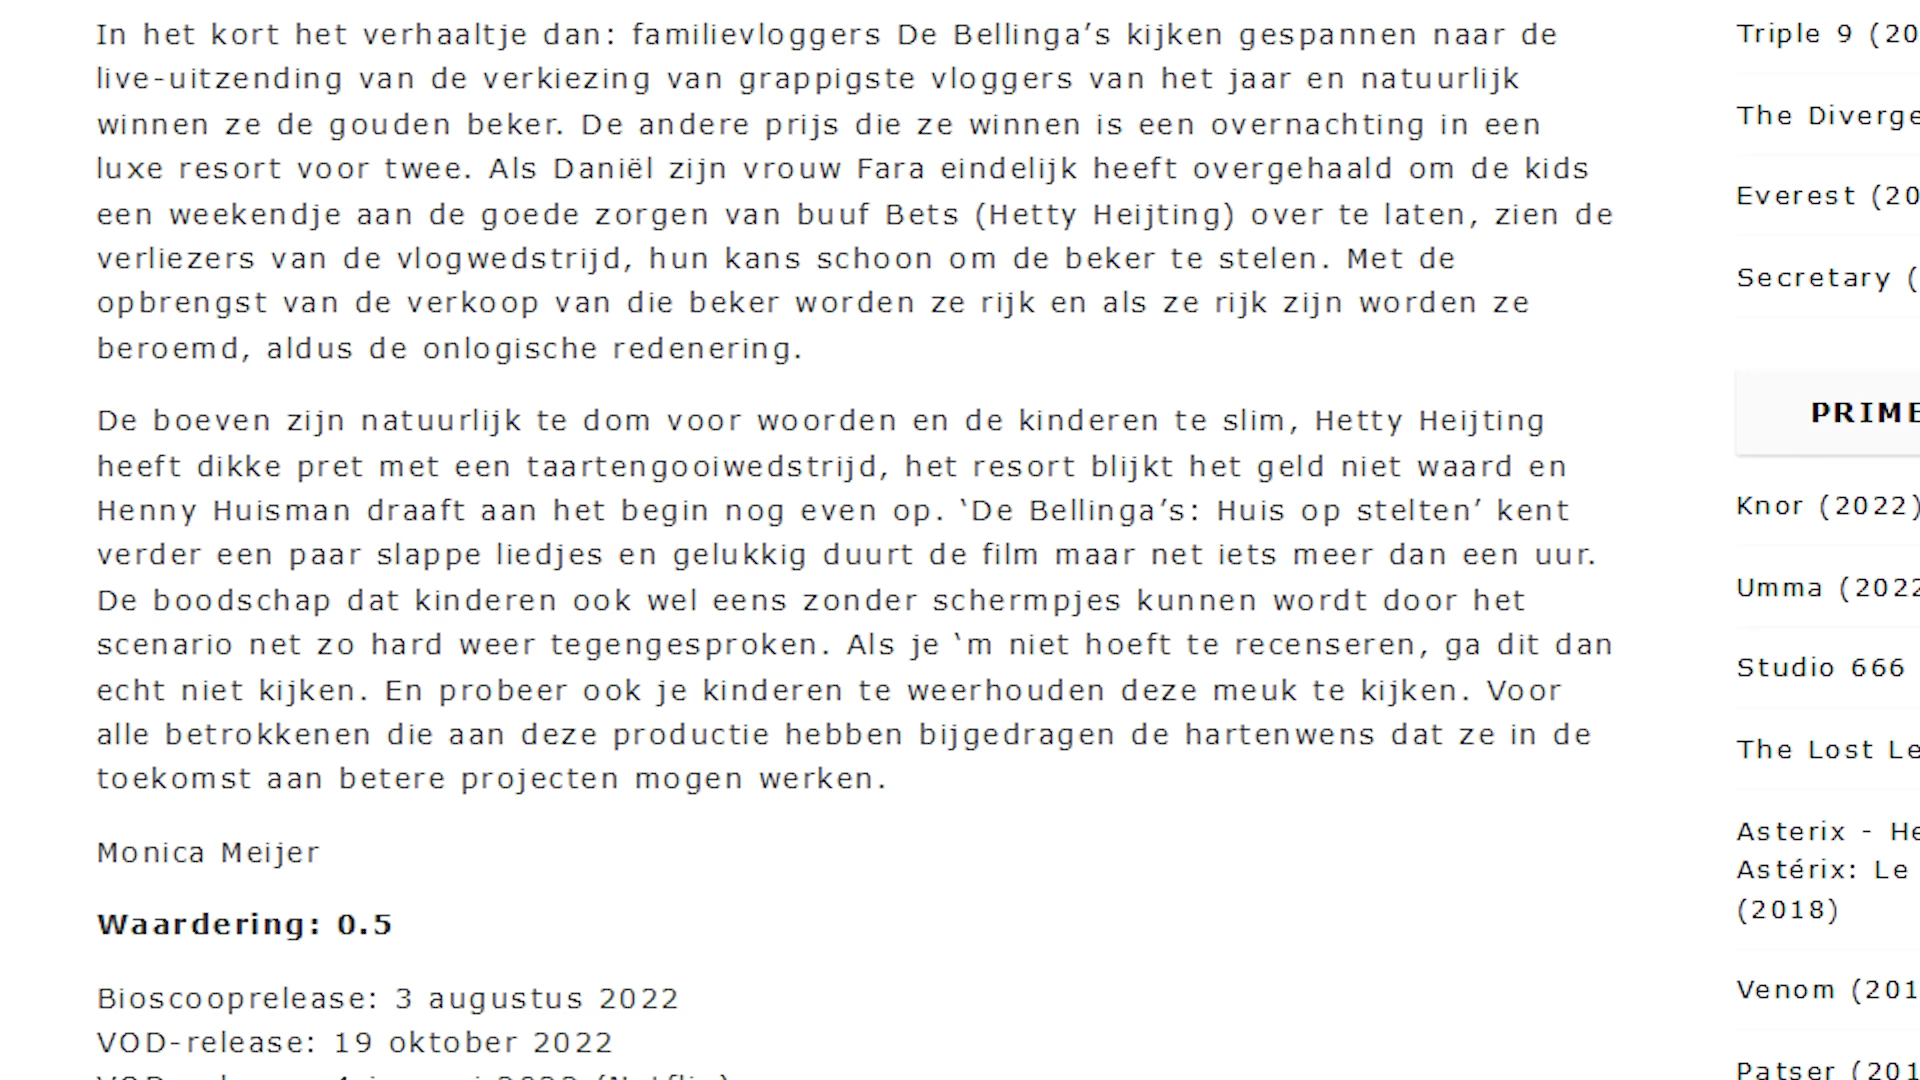 In het kort het verhaaltje dan: familievloggers De Bellinga’s kijken gespannen naar de
live-uitzending van de verkiezing van grappigste vloggers van het jaar en natuurlijk
winnen ze de gouden beker. De andere prijs die ze winnen is een overnachting in een
luxe resort voor twee. Als Daniël zijn vrouw Fara eindelijk heeft overgehaald om de kids
een weekendje aan de goede zorgen van buuf Bets (Hetty Heijting) over te laten, zien de
verliezers van de vlogwedstrijd, hun kans schoon om de beker te stelen. Met de
opbrengst van de verkoop van die beker worden ze rijk en als ze rijk zijn worden ze
beroemd, aldus de onlogische redenering.
De boeven zijn natuurlijk te dom voor woorden en de kinderen te slim, Hetty Heijting
heeft dikke pret met een taartengooiwedstrijd, het resort blijkt het geld niet waard en
Henny Huisman draaft aan het begin nog even op. ‘De Bellinga’s: Huis op stelten’ kent
verder een paar slappe liedjes en gelukkig duurt de film maar net iets meer dan een uur.
De boodschap dat kinderen ook wel eens zonder schermpjes kunnen wordt door het
scenario net zo hard weer tegengesproken. Als je ‘m niet hoeft te recenseren, ga dit dan
echt niet kijken. En probeer ook je kinderen te weerhouden deze meuk te kijken. Voor
alle betrokkenen die aan deze productie hebben bijgedragen de hartenwens dat ze in de
toekomst aan betere projecten mogen werken.
Monica Meijer
Waardering: 0.5
Bioscooprelease: 3 augustus 2022
VOD-release: 19 oktober 2022
Triple 9 (20
The Diverge
Everest (20
Secretary (
PRIME
Knor (2022)
Umma (2022
Studio 666
The Lost Le
Asterix - He
Astérix: Le
(2018)
Venom (201
Patser (201